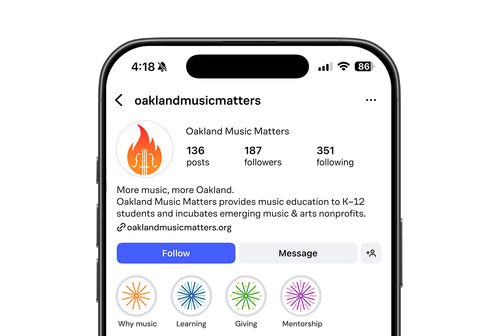 4:18
86
oaklandmusicmatters
Oakland Music Matters
136 187 351
posts followers following
More music, more Oakland.
Oakland Music Matters provides music education to K–12
students and incubates emerging music & arts nonprofits.
oaklandmusicmatters.org
Follow Message
Why music Learning Giving Mentorship